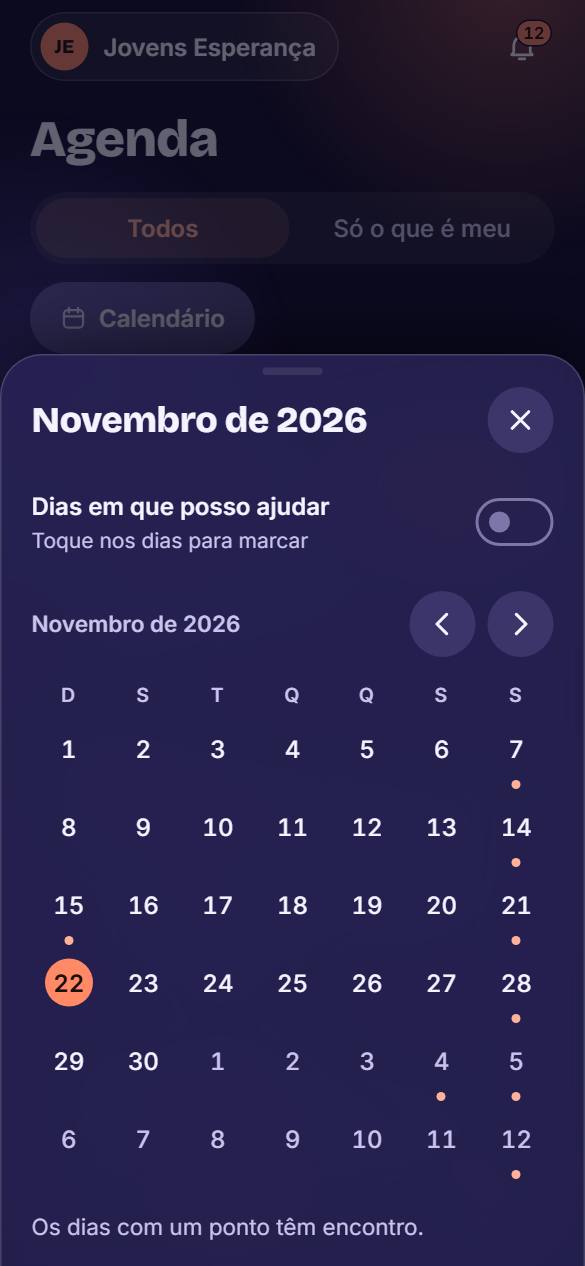 JE Jovens Esperança 12
Agenda
Todos Só o que é meu
Calendário
Novembro de 2026
Dias em que posso ajudar
Toque nos dias para marcar
Novembro de 2026
D S T Q Q S S
1 2 3 4 5 6 7
8 9 10 11 12 13 14
15 16 17 18 19 20 21
22 23 24 25 26 27 28
29 30 1 2 3 4 5
6 7 8 9 10 11 12
Os dias com um ponto têm encontro.